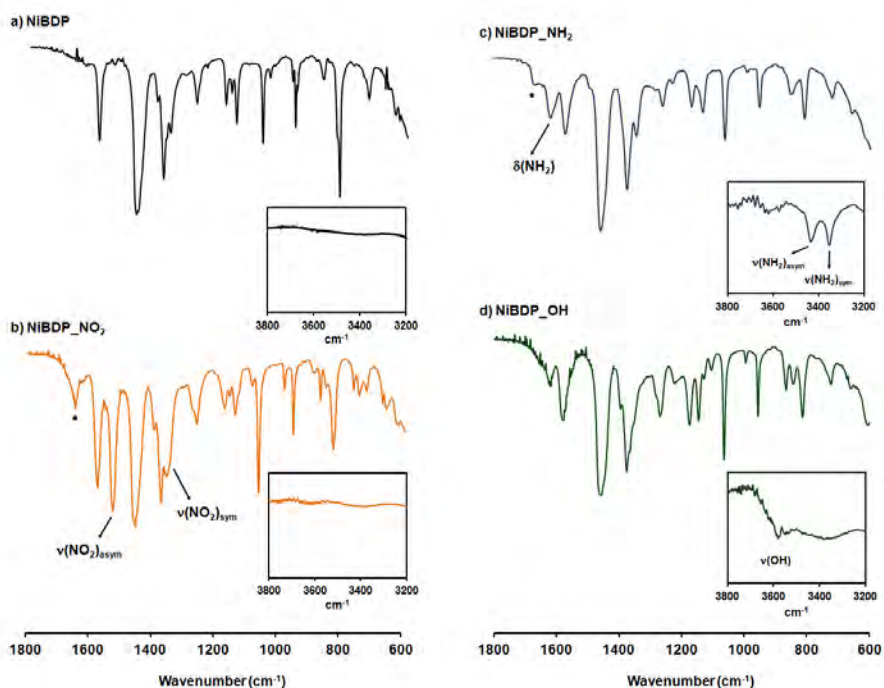 a) NiBDP
3800 3600 3400 3200
cm⁻¹
b) NiBDP_NO₂
*
ν(NO₂)asym
ν(NO₂)sym
3800 3600 3400 3200
cm⁻¹
1800 1600 1400 1200 1000 800 600
Wavenumber (cm⁻¹)
c) NiBDP_NH₂
*
δ(NH₂)
ν(NH₂)asym
ν(NH₂)sym
3800 3600 3400 3200
cm⁻¹
d) NiBDP_OH
ν(OH)
3800 3600 3400 3200
cm⁻¹
1800 1600 1400 1200 1000 800 600
Wavenumber (cm⁻¹)